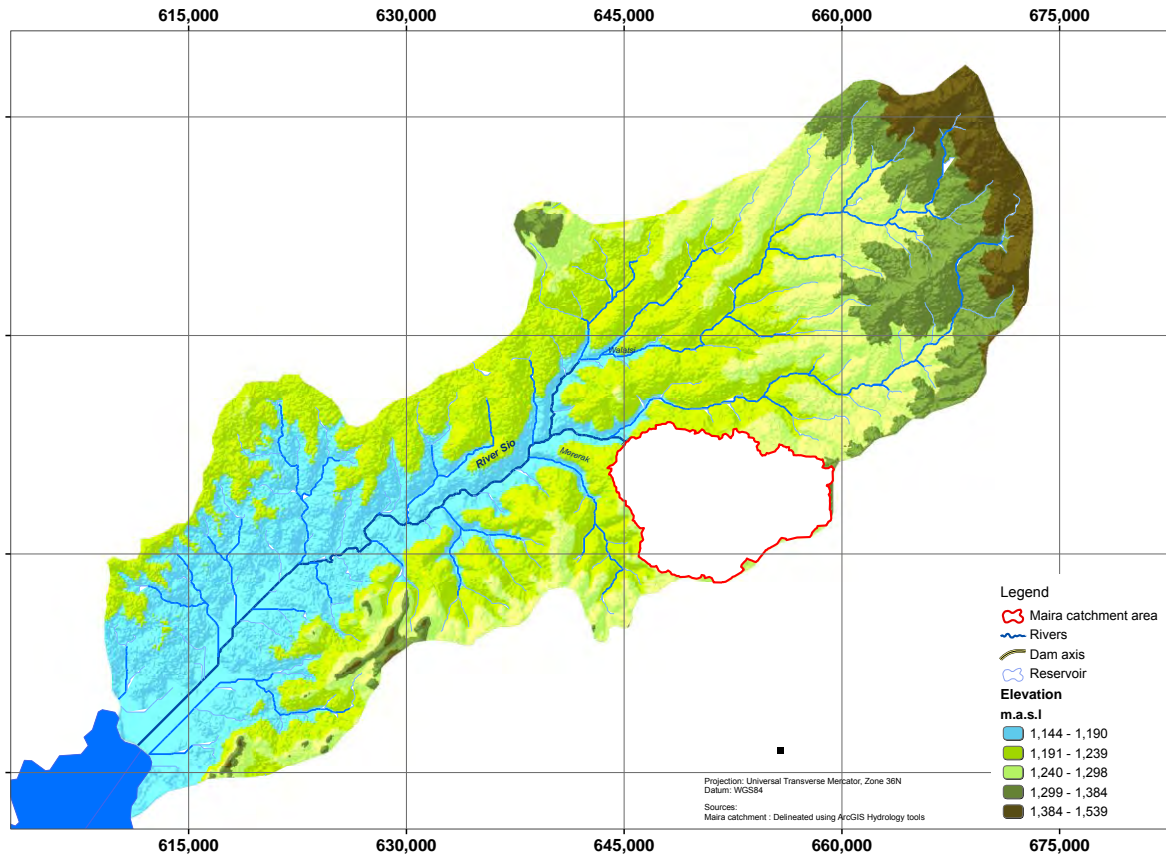 615,000 630,000 645,000 660,000 675,000
Walatsi
River Sio
Mererak
Legend
Maira catchment area
Rivers
Dam axis
Reservoir
Elevation
m.a.s.l
1,144 - 1,190
1,191 - 1,239
1,240 - 1,298
1,299 - 1,384
1,384 - 1,539
Projection: Universal Transverse Mercator, Zone 36N
Datum: WGS84
Sources:
Maira catchment : Delineated using ArcGIS Hydrology tools
615,000 630,000 645,000 660,000 675,000